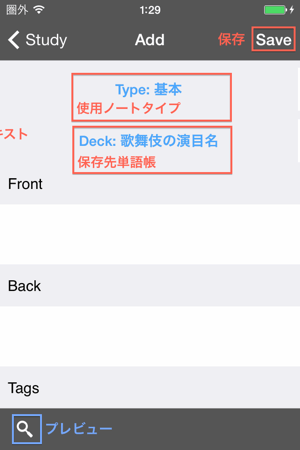 圏外 1:29
Study Add 保存 Save
Type: 基本
使用ノートタイプ
キスト
Deck: 歌舞伎の演目名
保存先単語帳
Front
Back
Tags
プレビュー